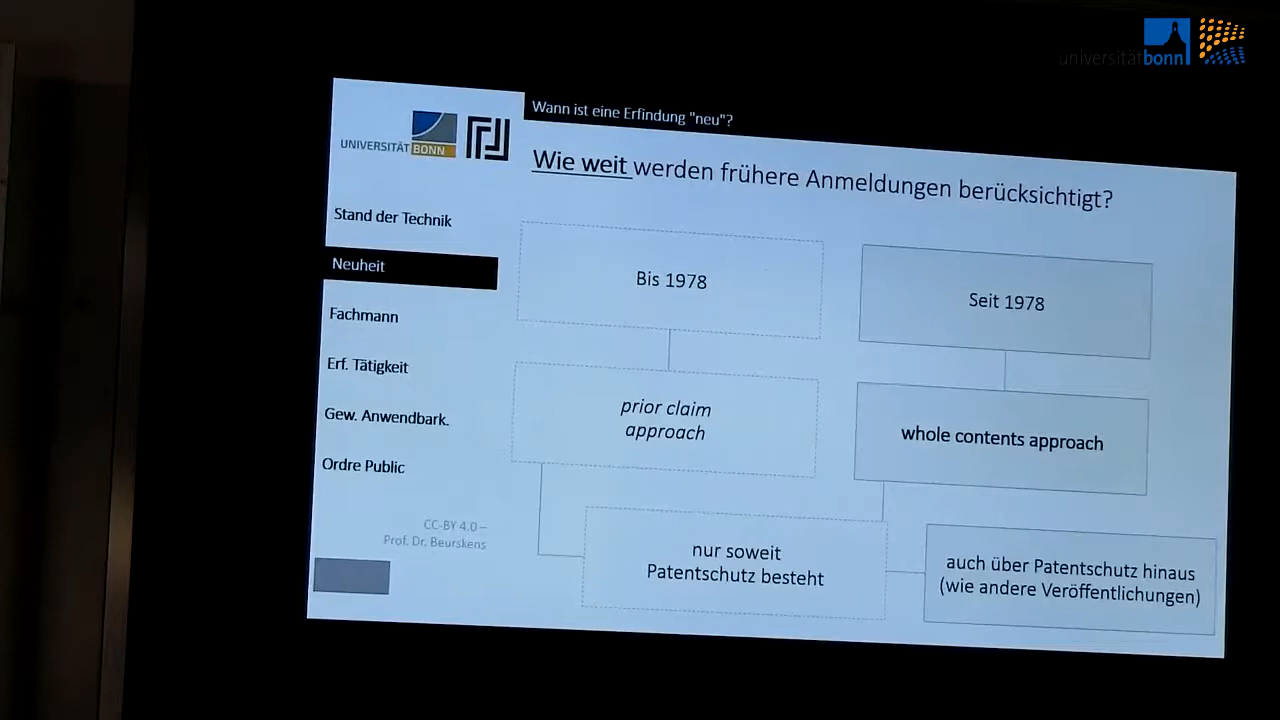 universitätbonn
UNIVERSITÄT BONN
Wann ist eine Erfindung "neu"?
Wie weit werden frühere Anmeldungen berücksichtigt?
Stand der Technik
Neuheit
Fachmann
Erf. Tätigkeit
Gew. Anwendbark.
Ordre Public
CC-BY 4.0 –
Prof. Dr. Beurskens
Bis 1978
Seit 1978
prior claim
approach
whole contents approach
nur soweit
Patentschutz besteht
auch über Patentschutz hinaus
(wie andere Veröffentlichungen)